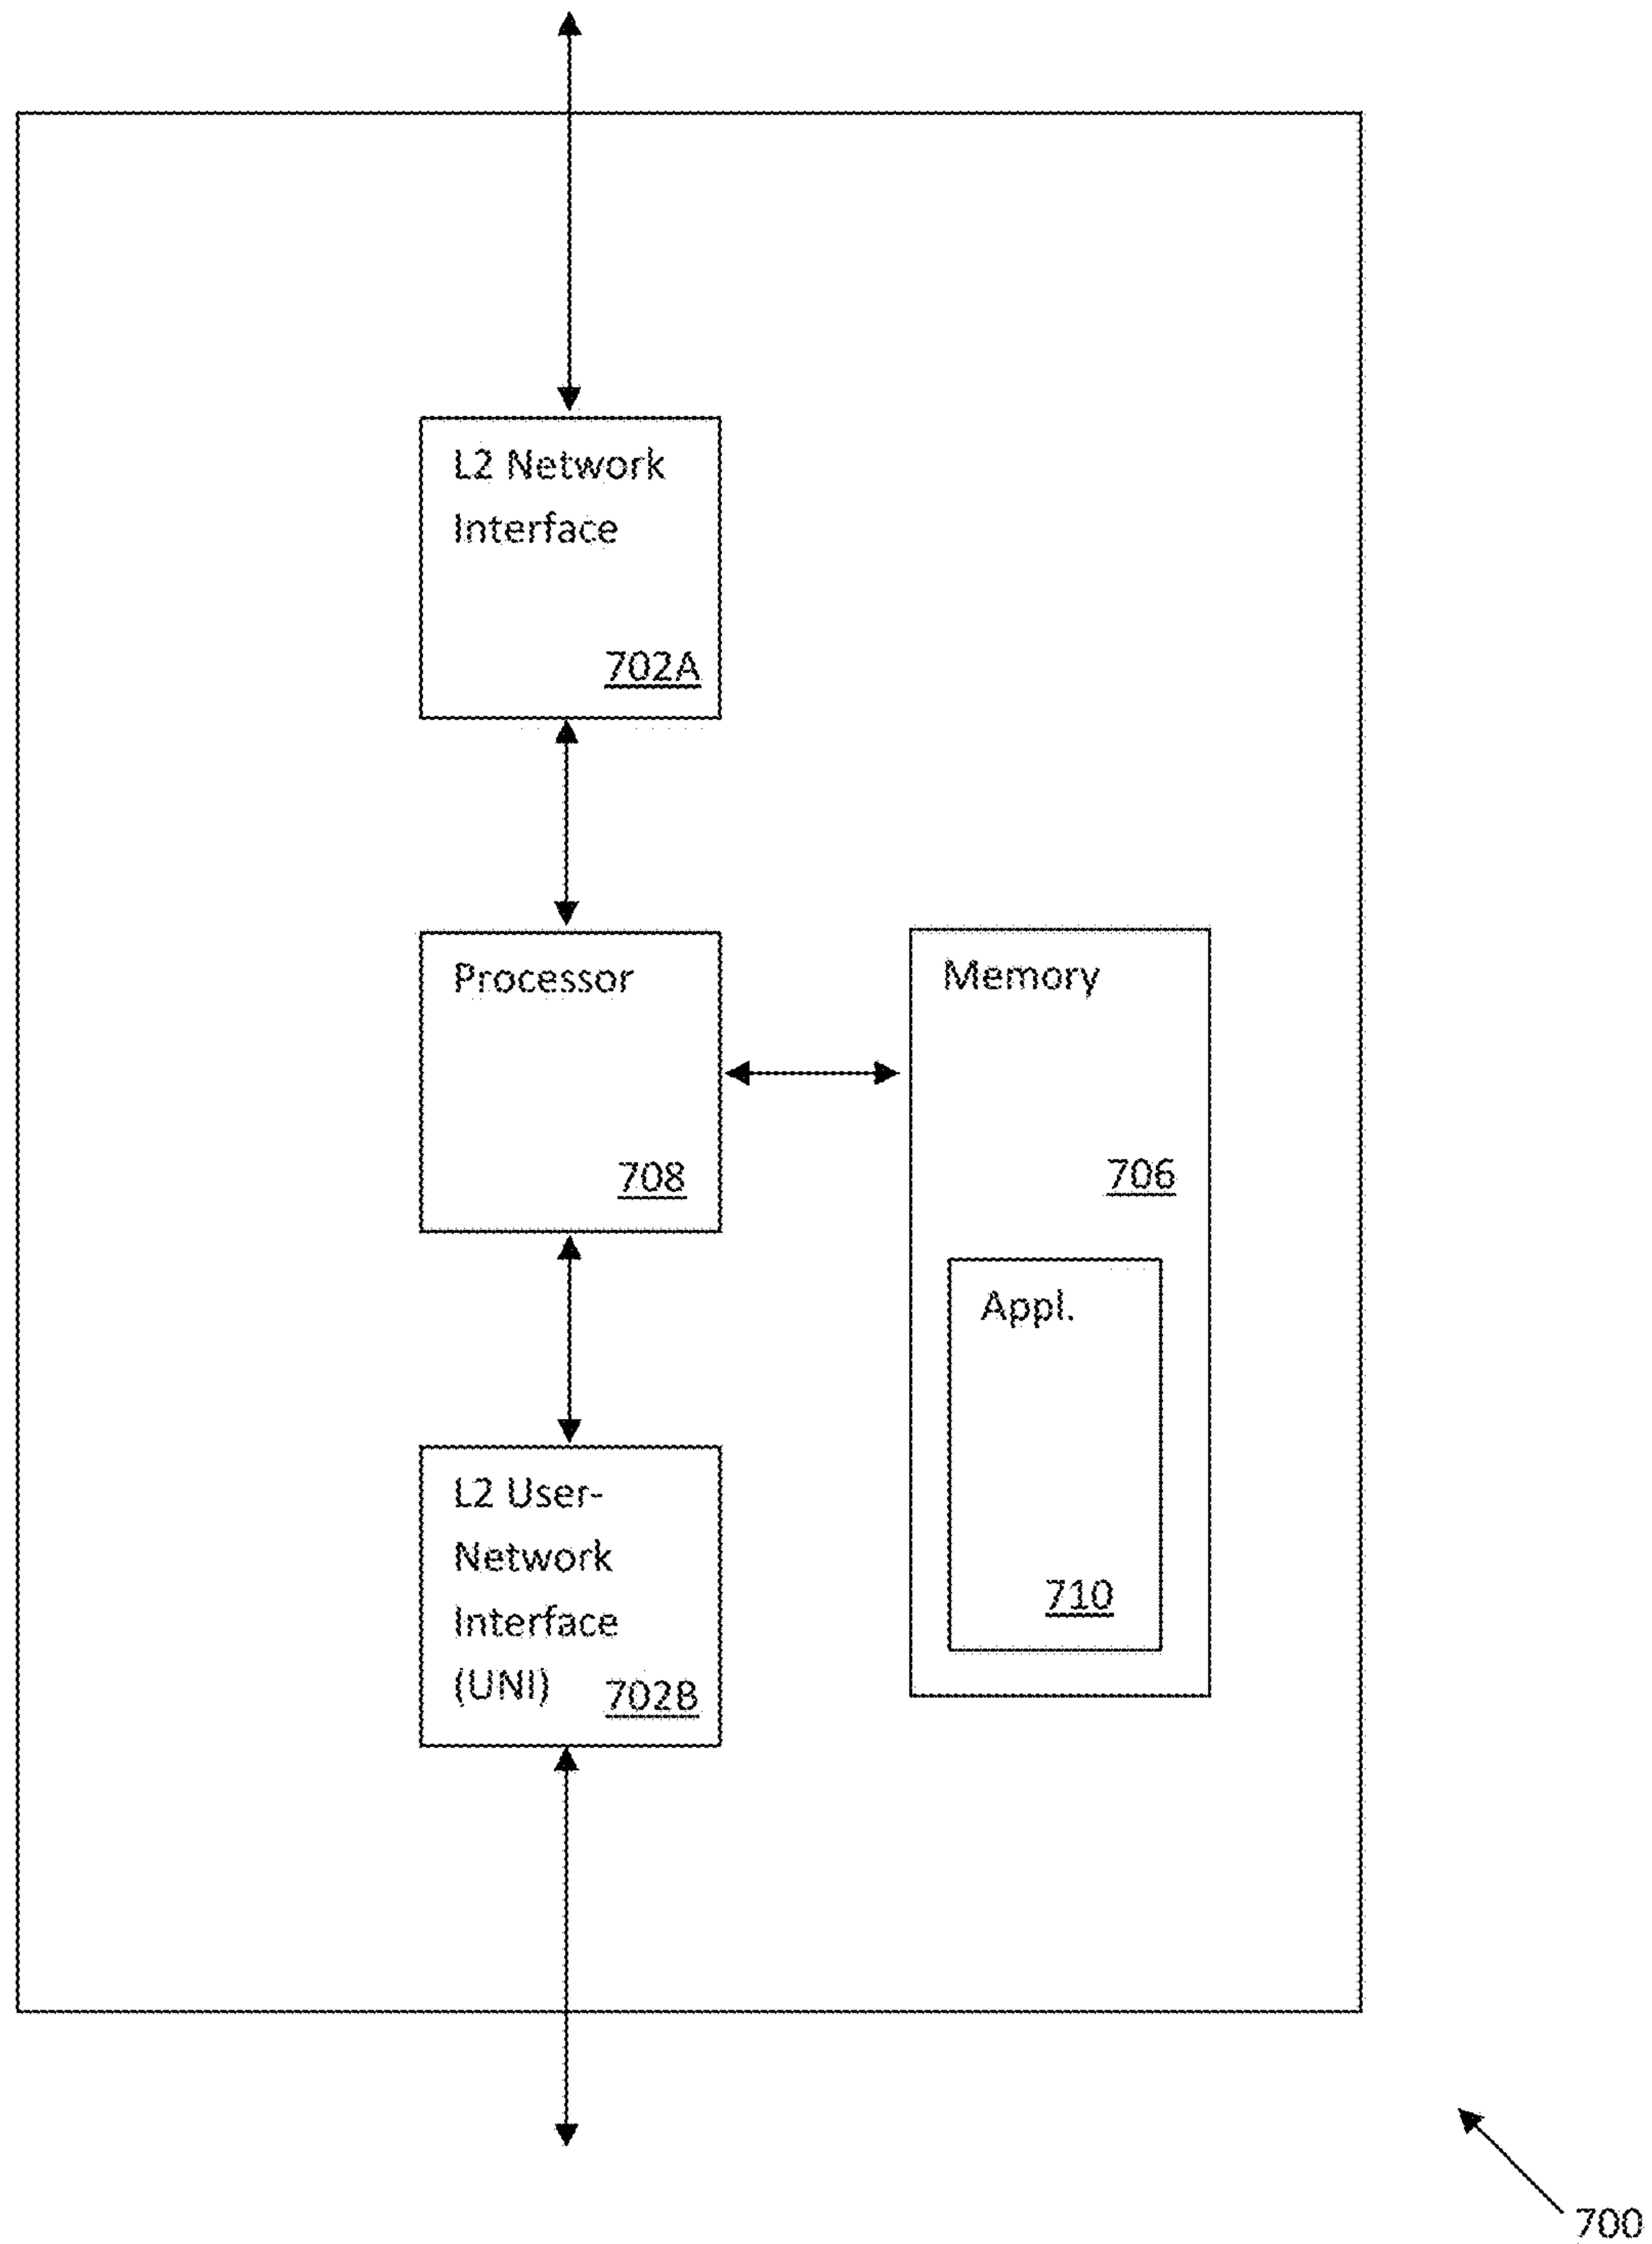 L2 Network
Interface
702A
Processor
708
Memory
706
Appl.
710
L2 User-
Network
Interface
(UNI)
702B
700